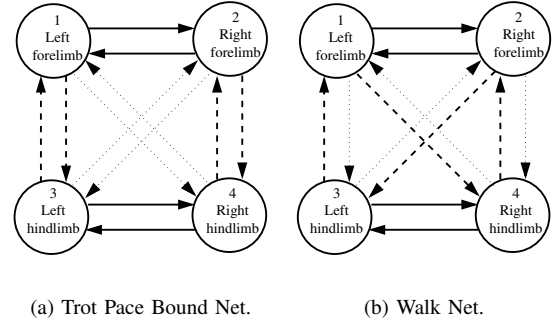 1
Left
forelimb
2
Right
forelimb
3
Left
hindlimb
4
Right
hindlimb
(a) Trot Pace Bound Net.
1
Left
forelimb
2
Right
forelimb
3
Left
hindlimb
4
Right
hindlimb
(b) Walk Net.